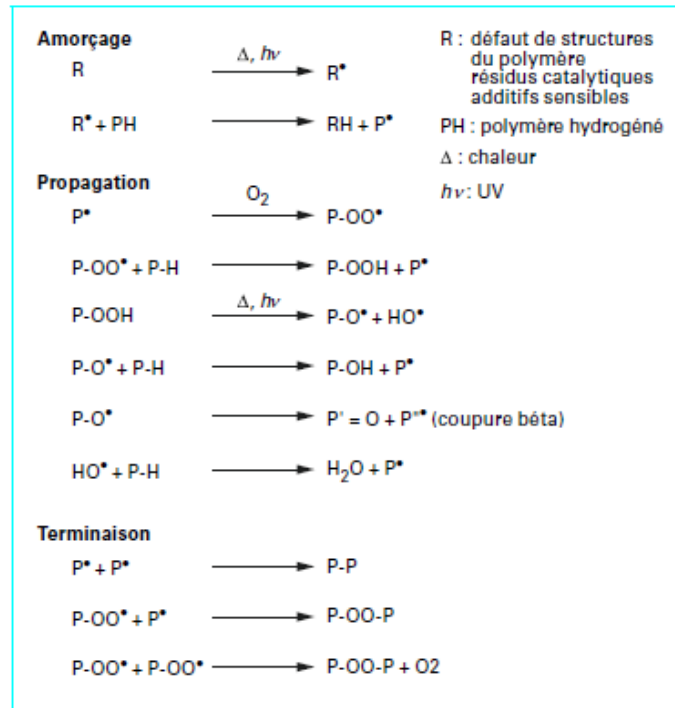 Amorçage
R Δ, hν R•
R• + PH RH + P•
R : défaut de structures
du polymère
résidus catalytiques
additifs sensibles
PH : polymère hydrogéné
Δ : chaleur
hν : UV
Propagation
P• O₂ P-OO•
P-OO• + P-H P-OOH + P•
P-OOH Δ, hν P-O• + HO•
P-O• + P-H P-OH + P•
P-O• P' = O + P"• (coupure béta)
HO• + P-H H₂O + P•
Terminaison
P• + P• P-P
P-OO• + P• P-OO-P
P-OO• + P-OO• P-OO-P + O2